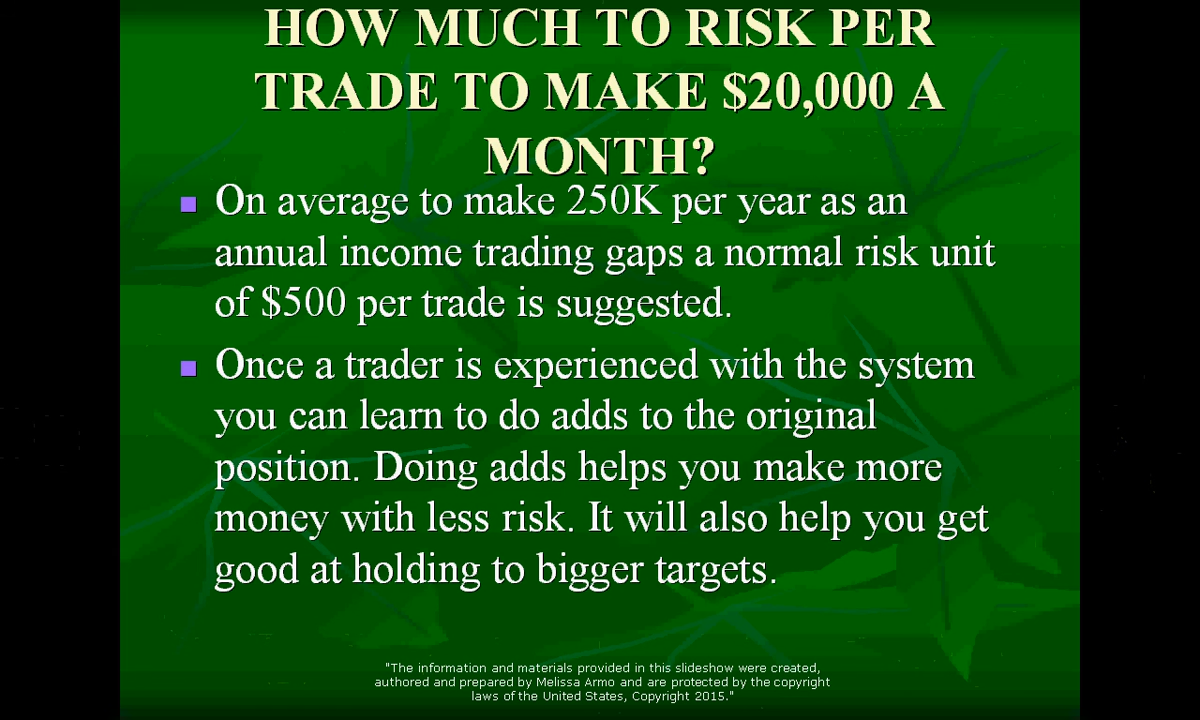 HOW MUCH TO RISK PER
TRADE TO MAKE $20,000 A
MONTH?
On average to make 250K per year as an
annual income trading gaps a normal risk unit
of $500 per trade is suggested.
Once a trader is experienced with the system
you can learn to do adds to the original
position. Doing adds helps you make more
money with less risk. It will also help you get
good at holding to bigger targets.
"The information and materials provided in this slideshow were created,
authored and prepared by Melissa Armo and are protected by the copyright
laws of the United States, Copyright 2015."